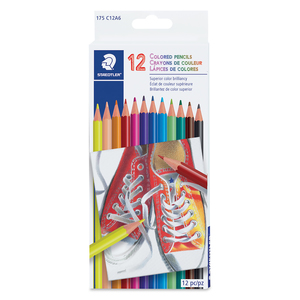 175 C12A6
STAEDTLER
12
COLORED PENCILS
CRAYONS DE COULEUR
LÁPICES DE COLORES
Superior color brilliancy
Éclat de couleur supérieure
Brillantez de color superior
12 pc/pz